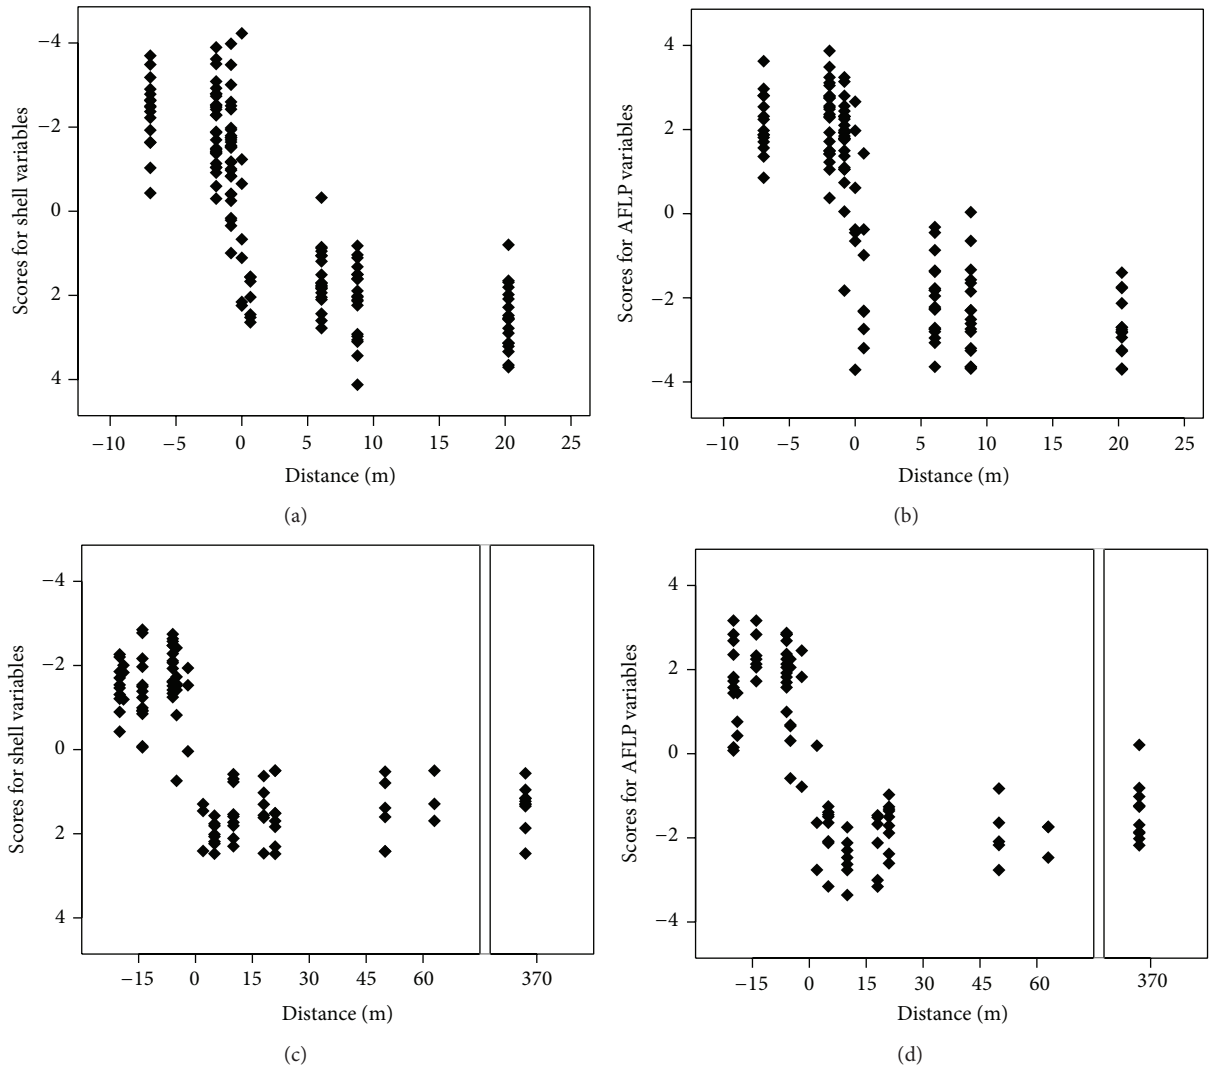 −4
−2
0
2
4
Scores for shell variables
−10 −5 0 5 10 15 20 25
Distance (m)
(a)
4
2
0
−2
−4
Scores for AFLP variables
−10 −5 0 5 10 15 20 25
Distance (m)
(b)
−4
−2
0
2
4
Scores for shell variables
−15 0 15 30 45 60 370
Distance (m)
(c)
4
2
0
−2
−4
Scores for AFLP variables
−15 0 15 30 45 60 370
Distance (m)
(d)